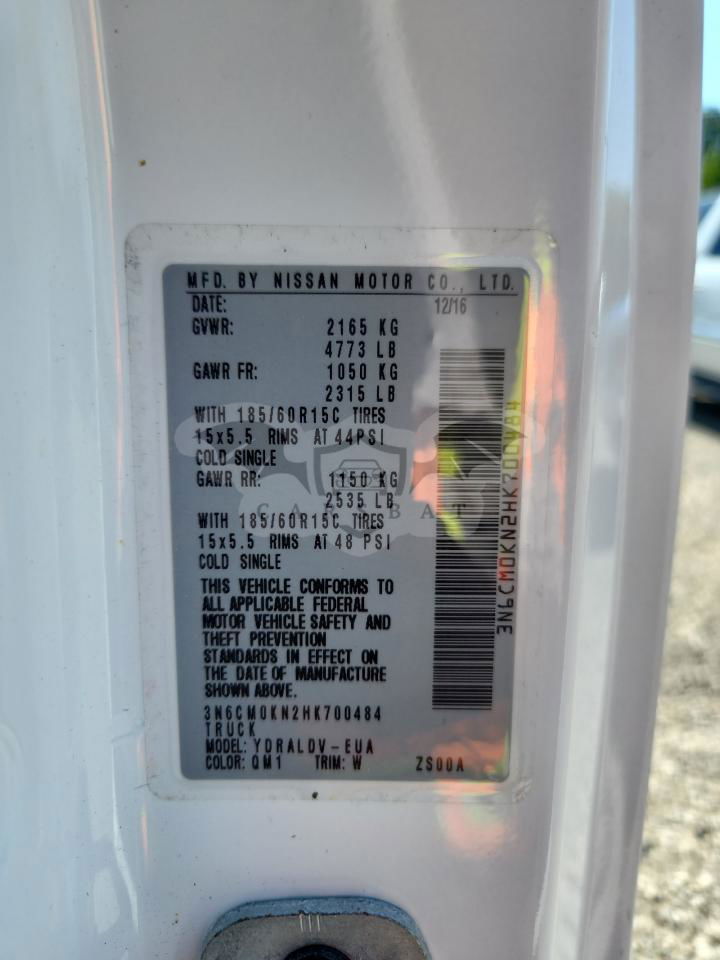 MFD. BY NISSAN MOTOR CO., LTD.
DATE: 12/16
GVWR: 2165 KG
4773 LB
GAWR FR: 1050 KG
2315 LB
WITH 185/60R15C TIRES
15x5.5 RIMS AT 44PSI
COLD SINGLE
GAWR RR: 1150 KG
2535 LB
WITH 185/60R15C TIRES
15x5.5 RIMS AT 48 PSI
COLD SINGLE
THIS VEHICLE CONFORMS TO
ALL APPLICABLE FEDERAL
MOTOR VEHICLE SAFETY AND
THEFT PREVENTION
STANDARDS IN EFFECT ON
THE DATE OF MANUFACTURE
SHOWN ABOVE.
3N6CM0KN2HK700484
TRUCK
MODEL: YDRALDV-EUA
COLOR: QM1 TRIM: W ZS00A
3N6CM0KN2HK700484
CARSBAT